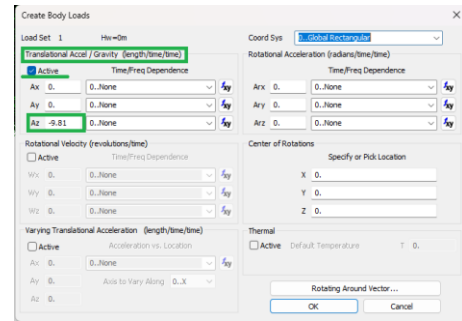 Create Body Loads
Load Set 1 Hw=0m
Coord Sys 0..Global Rectangular
Translational Accel / Gravity (length/time/time)
Active Time/Freq Dependence
Ax 0. 0..None
Ay 0. 0..None
Az -9.81 0..None
Rotational Acceleration (radians/time/time)
Time/Freq Dependence
Arx 0. 0..None
Ary 0. 0..None
Arz 0. 0..None
Rotational Velocity (revolutions/time)
Active Time/Freq Dependence
Wx 0. 0..None
Wy 0. 0..None
Wz 0. 0..None
Center of Rotations
Specify or Pick Location
X 0.
Y 0.
Z 0.
Varying Translational Acceleration (length/time/time)
Active Acceleration vs. Location
Ax 0. 0..None
Ay 0. Axis to Vary Along 0..X
Az 0.
Thermal
Active Default Temperature T 0.
Rotating Around Vector...
OK Cancel